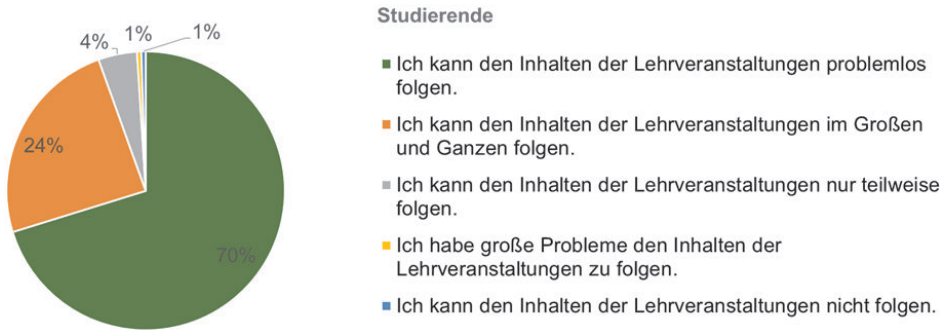 Studierende
4%
1%
1%
24%
70%
Ich kann den Inhalten der Lehrveranstaltungen problemlos
folgen.
Ich kann den Inhalten der Lehrveranstaltungen im Großen
und Ganzen folgen.
Ich kann den Inhalten der Lehrveranstaltungen nur teilweise
folgen.
Ich habe große Probleme den Inhalten der
Lehrveranstaltungen zu folgen.
Ich kann den Inhalten der Lehrveranstaltungen nicht folgen.